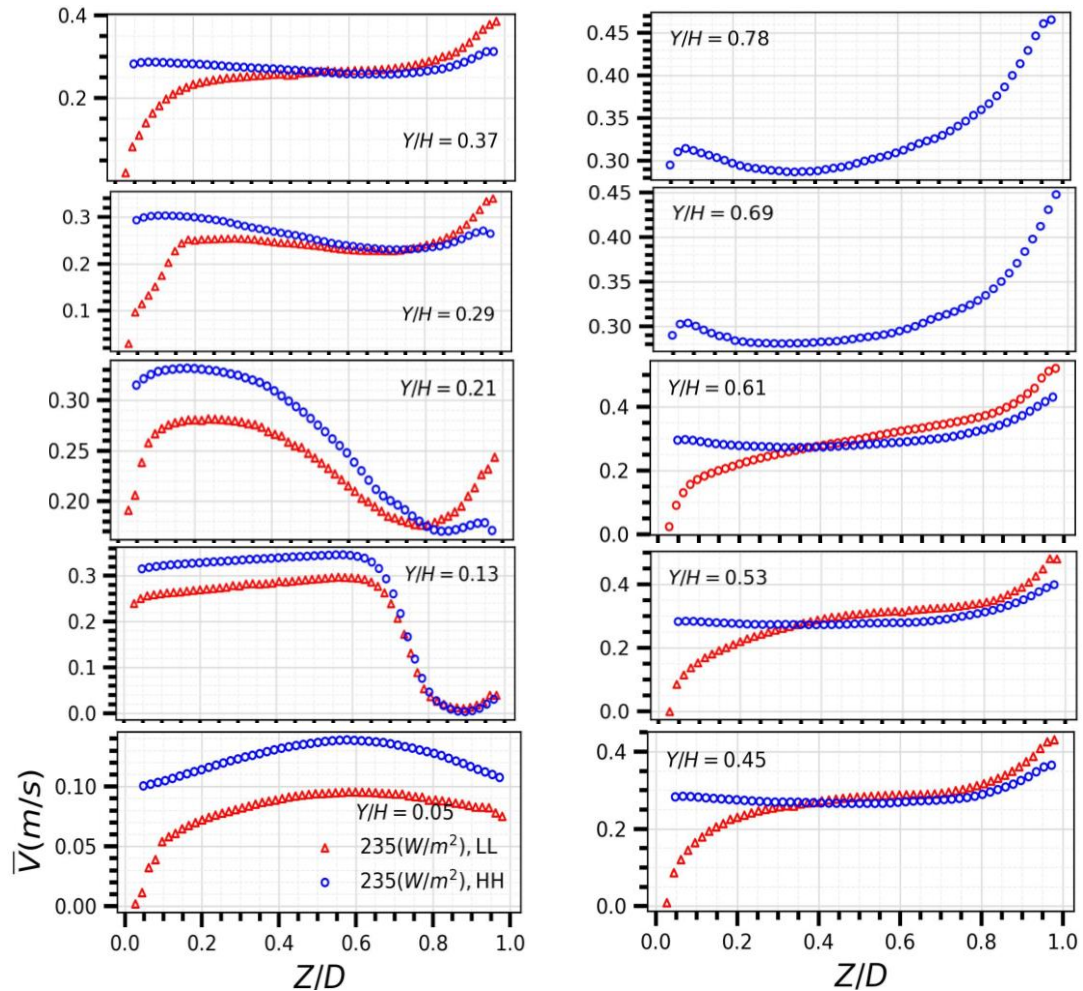 0.4
0.2
Y/H = 0.37
0.3
0.2
0.1
Y/H = 0.29
0.30
0.25
0.20
Y/H = 0.21
0.3
0.2
0.1
0.0
Y/H = 0.13
0.10
0.05
0.00
Y/H = 0.05
235(W/m²), LL
235(W/m²), HH
V̅(m/s)
0.0 0.2 0.4 0.6 0.8 1.0
Z/D
0.45
0.40
0.35
0.30
Y/H = 0.78
0.45
0.40
0.35
0.30
Y/H = 0.69
0.4
0.2
0.0
Y/H = 0.61
0.4
0.2
0.0
Y/H = 0.53
0.4
0.2
0.0
Y/H = 0.45
0.0 0.2 0.4 0.6 0.8 1.0
Z/D